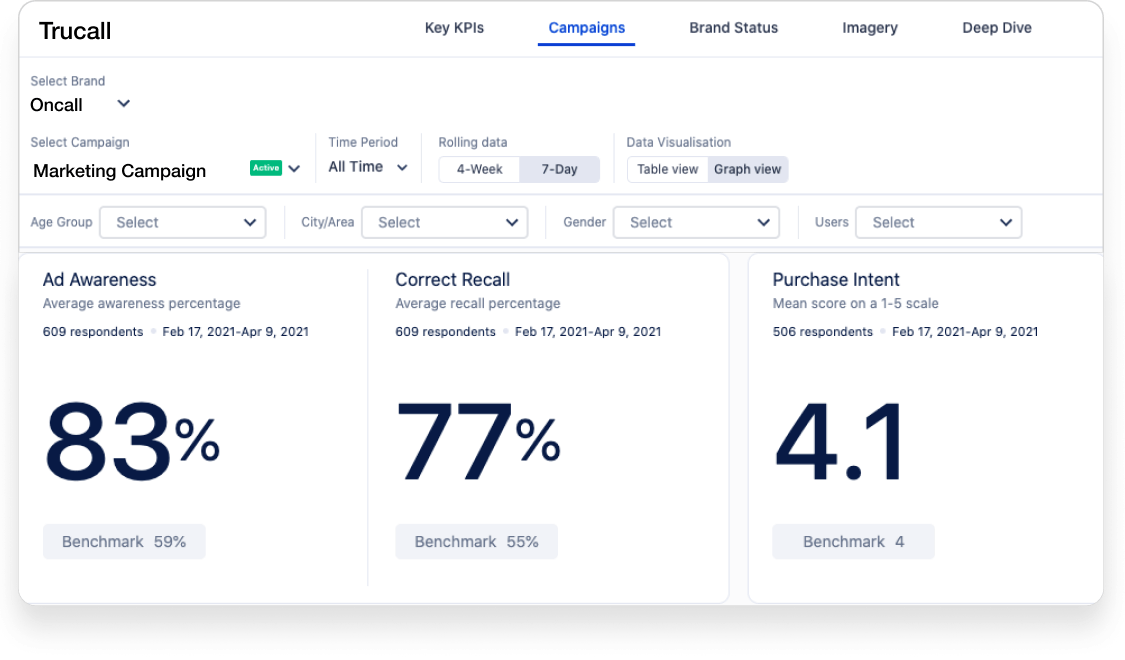 Trucall
Key KPIs
Campaigns
Brand Status
Imagery
Deep Dive
Select Brand
Oncall
Select Campaign
Marketing Campaign
Active
Time Period
All Time
Rolling data
4-Week
7-Day
Data Visualisation
Table view
Graph view
Age Group
Select
City/Area
Select
Gender
Select
Users
Select
Ad Awareness
Average awareness percentage
609 respondents Feb 17, 2021-Apr 9, 2021
83%
Benchmark 59%
Correct Recall
Average recall percentage
609 respondents Feb 17, 2021-Apr 9, 2021
77%
Benchmark 55%
Purchase Intent
Mean score on a 1-5 scale
506 respondents Feb 17, 2021-Apr 9, 2021
4.1
Benchmark 4